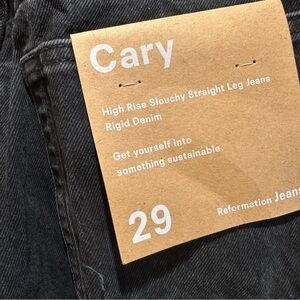 Cary
High Rise Slouchy Straight Leg Jeans
Rigid Denim
Get yourself into
something sustainable.
29
Reformation Jeans